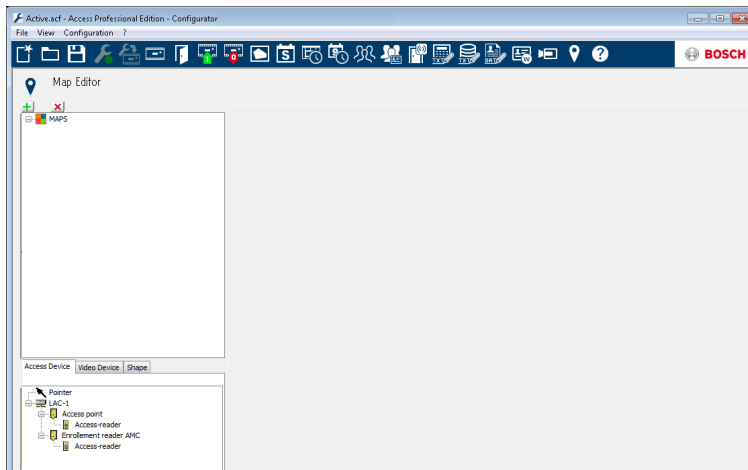 Active.acf - Access Professional Edition - Configurator
File View Configuration ?
BOSCH
Map Editor
MAPS
Access Device Video Device Shape
Pointer
LAC-1
Access point
Access-reader
Enrollement reader AMC
Access-reader